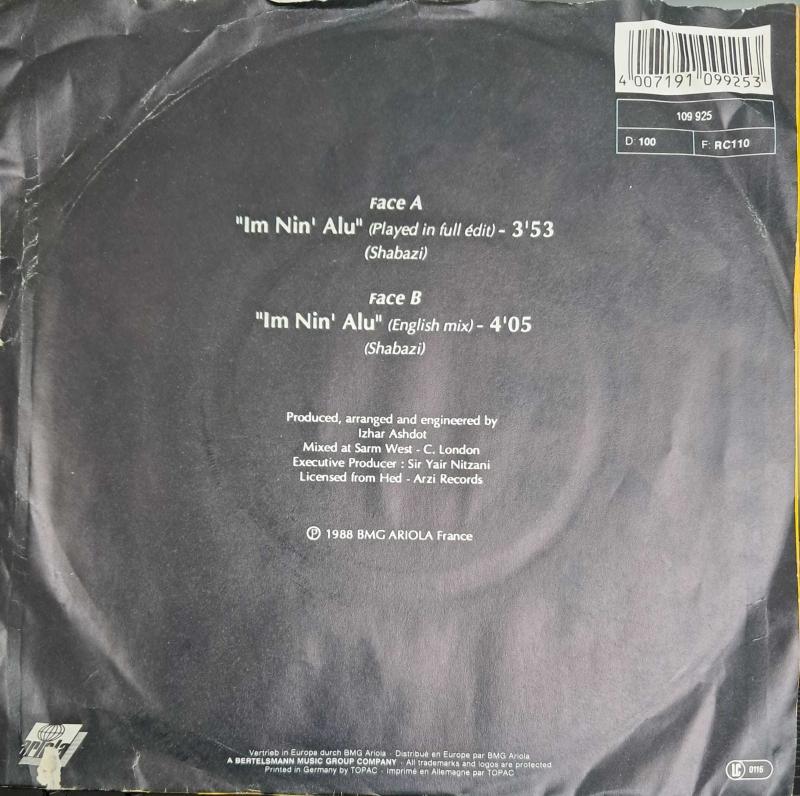 4 007191 099253
109 925
D: 100 F: RC110
Face A
"Im Nin' Alu" (Played in full édit) - 3'53
(Shabazi)
Face B
"Im Nin' Alu" (English mix) - 4'05
(Shabazi)
Produced, arranged and engineered by
Izhar Ashdot
Mixed at Sarm West - C. London
Executive Producer : Sir Yair Nitzani
Licensed from Hed - Arzi Records
℗ 1988 BMG ARIOLA France
ariola
Vertrieb in Europa durch BMG Ariola · Distribué en Europe par BMG Ariola
A BERTELSMANN MUSIC GROUP COMPANY · All trademarks and logos are protected
Printed in Germany by TOPAC · Imprimé en Allemagne par TOPAC
LC 0116